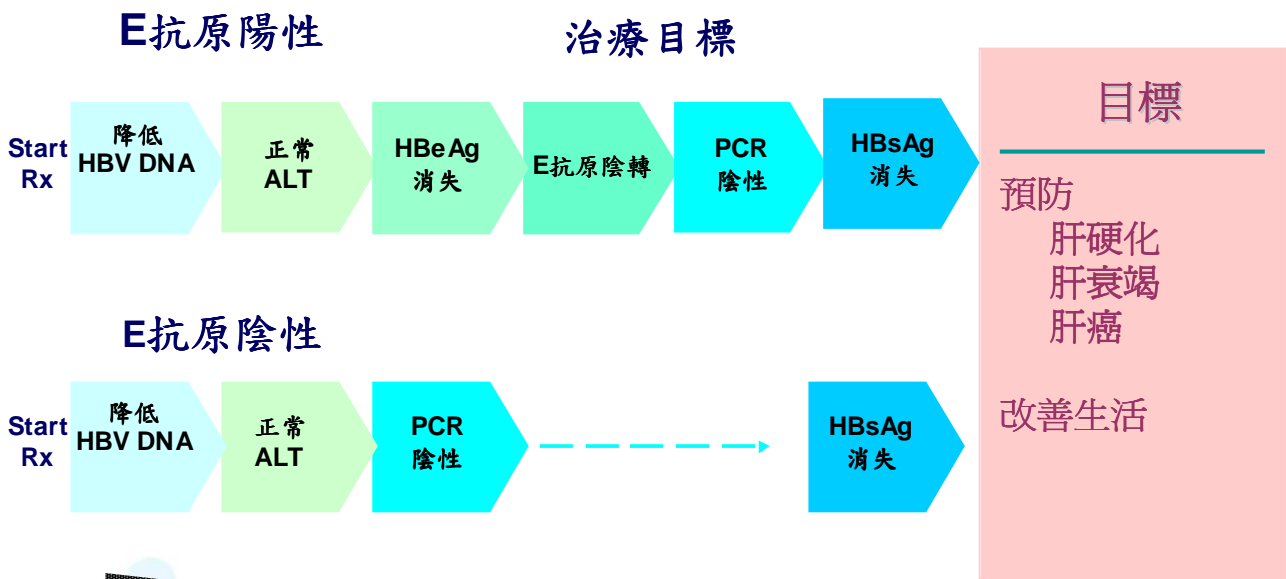 E抗原陽性
治療目標
Start
Rx
降低
HBV DNA
正常
ALT
HBeAg
消失
E抗原陰轉
PCR
陰性
HBsAg
消失
E抗原陰性
Start
Rx
降低
HBV DNA
正常
ALT
PCR
陰性
HBsAg
消失
目標
預防
肝硬化
肝衰竭
肝癌
改善生活